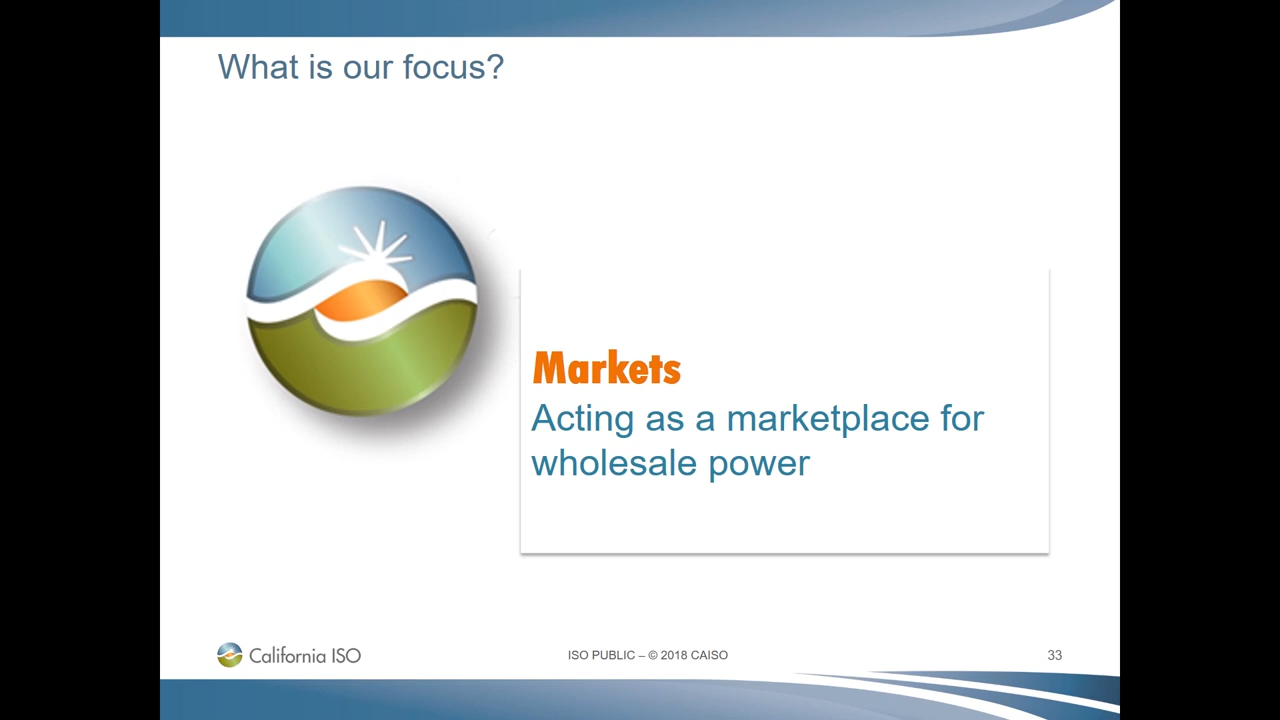 What is our focus?
Markets
Acting as a marketplace for
wholesale power
California ISO
ISO PUBLIC – © 2018 CAISO
33